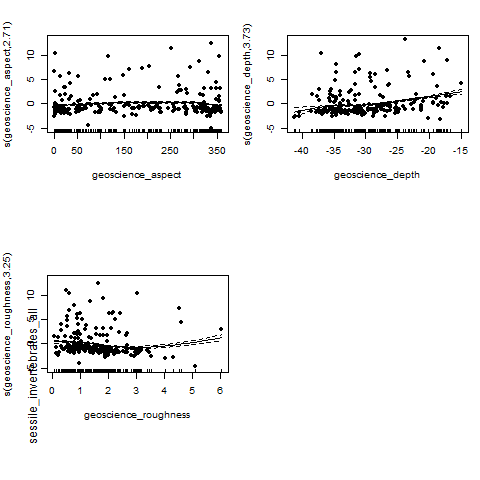 s(geoscience_aspect,2.71)
10
5
0
-5
0 50 150 250 350
geoscience_aspect
s(geoscience_depth,3.73)
10
5
0
-5
-40 -35 -30 -25 -20 -15
geoscience_depth
s(geoscience_roughness,3.25)
sessile_invertebrates_all
10
5
0
-5
0 1 2 3 4 5 6
geoscience_roughness